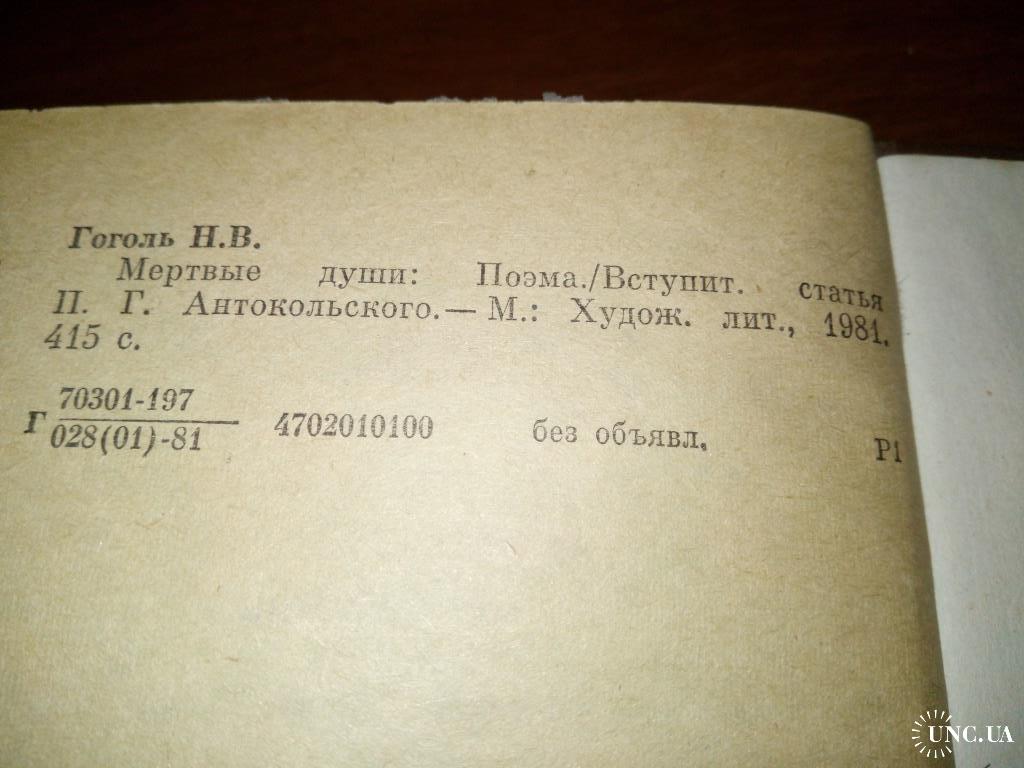 Гоголь Н.В.
Мертвые души: Поэма./Вступит. статья
П. Г. Антокольского.— М.: Худож. лит., 1981.
415 с.
Г 70301-197
028(01)-81 4702010100 без объявл. Р1
UNC.UA